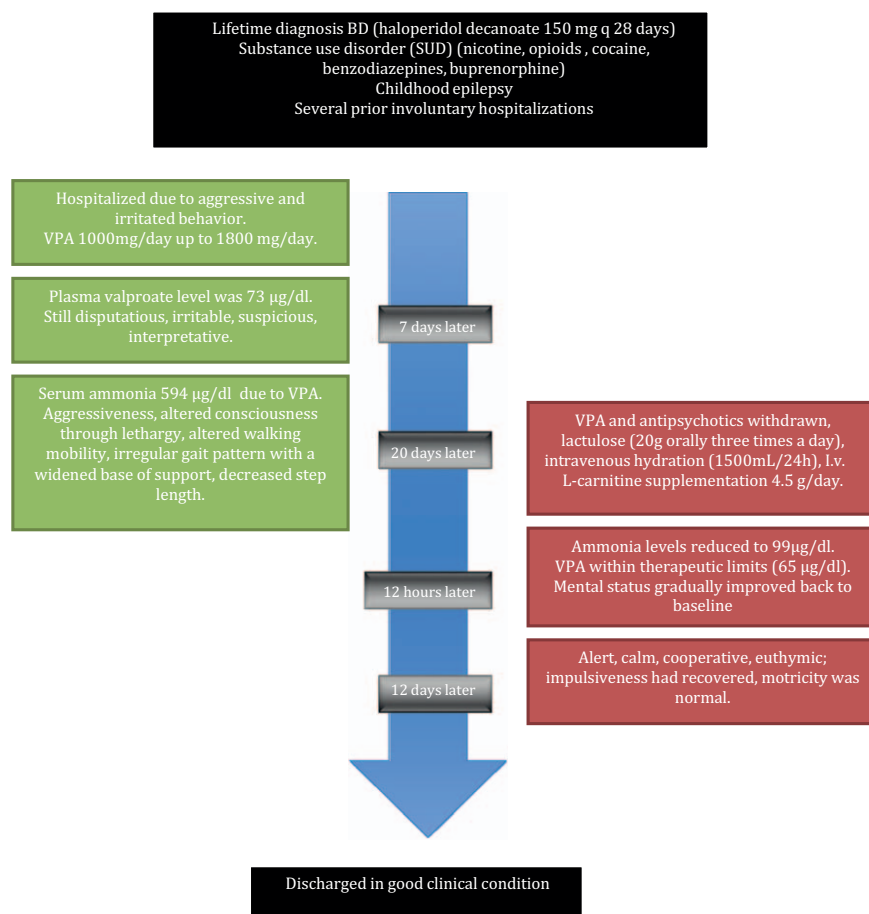 Lifetime diagnosis BD (haloperidol decanoate 150 mg q 28 days)
Substance use disorder (SUD) (nicotine, opioids , cocaine,
benzodiazepines, buprenorphine)
Childhood epilepsy
Several prior involuntary hospitalizations
Hospitalized due to aggressive and
irritated behavior.
VPA 1000mg/day up to 1800 mg/day.
Plasma valproate level was 73 μg/dl.
Still disputatious, irritable, suspicious,
interpretative.
7 days later
Serum ammonia 594 μg/dl due to VPA.
Aggressiveness, altered consciousness
through lethargy, altered walking
mobility, irregular gait pattern with a
widened base of support, decreased step
length.
20 days later
VPA and antipsychotics withdrawn,
lactulose (20g orally three times a day),
intravenous hydration (1500mL/24h), I.v.
L-carnitine supplementation 4.5 g/day.
12 hours later
Ammonia levels reduced to 99μg/dl.
VPA within therapeutic limits (65 μg/dl).
Mental status gradually improved back to
baseline
12 days later
Alert, calm, cooperative, euthymic;
impulsiveness had recovered, motricity was
normal.
Discharged in good clinical condition